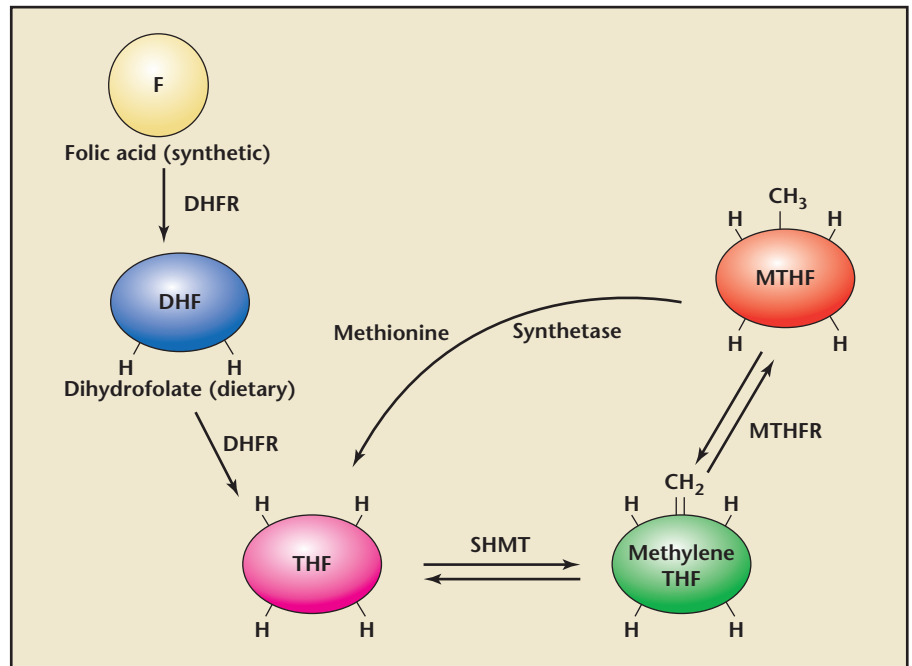 F
Folic acid (synthetic)
DHFR
DHF
H H
Dihydrofolate (dietary)
DHFR
H H
THF
H H
SHMT
Methionine Synthetase
CH₃
H H
MTHF
H H
MTHFR
CH₂
H H
Methylene
THF
H H